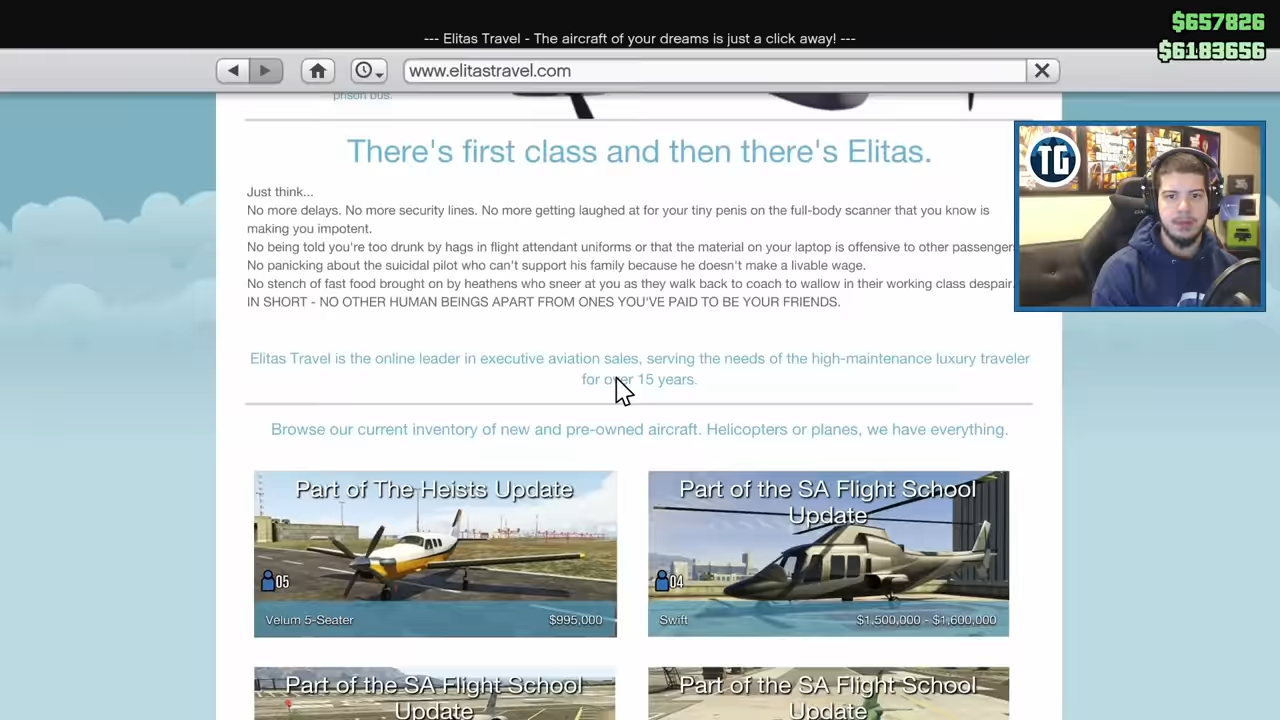 $657826
--- Elitas Travel - The aircraft of your dreams is just a click away! ---
$6183656
www.elitastravel.com
prison bus.
There's first class and then there's Elitas.
TG
Just think...
No more delays. No more security lines. No more getting laughed at for your tiny penis on the full-body scanner that you know is
making you impotent.
No being told you're too drunk by hags in flight attendant uniforms or that the material on your laptop is offensive to other passengers
No panicking about the suicidal pilot who can't support his family because he doesn't make a livable wage.
No stench of fast food brought on by heathens who sneer at you as they walk back to coach to wallow in their working class despair.
IN SHORT - NO OTHER HUMAN BEINGS APART FROM ONES YOU'VE PAID TO BE YOUR FRIENDS.
Elitas Travel is the online leader in executive aviation sales, serving the needs of the high-maintenance luxury traveler
for over 15 years.
Browse our current inventory of new and pre-owned aircraft. Helicopters or planes, we have everything.
Part of The Heists Update
05
Velum 5-Seater $995,000
Part of the SA Flight School
Update
04
Swift $1,500,000 - $1,600,000
Part of the SA Flight School
Update
Part of the SA Flight School
Update